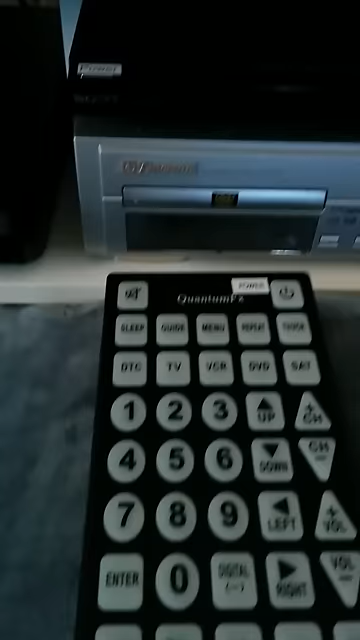 Power
QuantumFX
POWER
SLEEP GUIDE MENU REPEAT
DTC TV VCR DVD SAT
1 2 3 UP + CH
4 5 6 DOWN CH −
7 8 9 LEFT + VOL
ENTER 0 DIGITAL (-/--) RIGHT VOL −